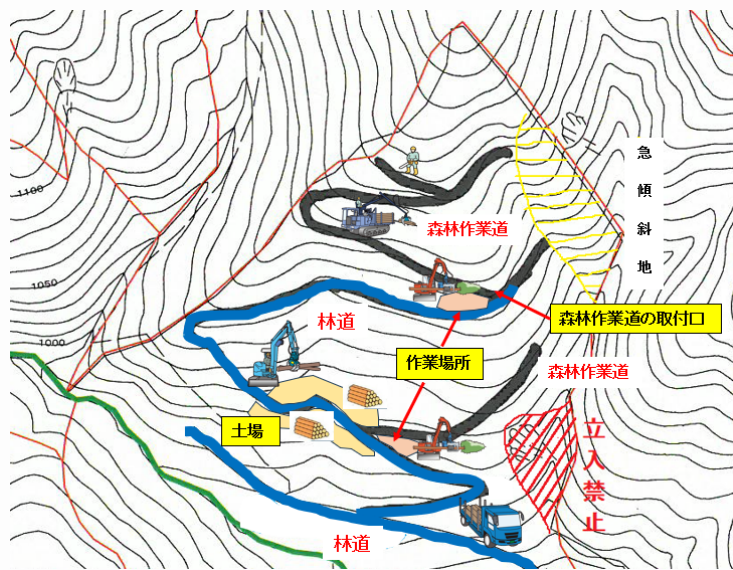 急傾斜地
1100
森林作業道
1050
林道
森林作業道の取付口
1000
作業場所
森林作業道
土場
立入禁止
林道